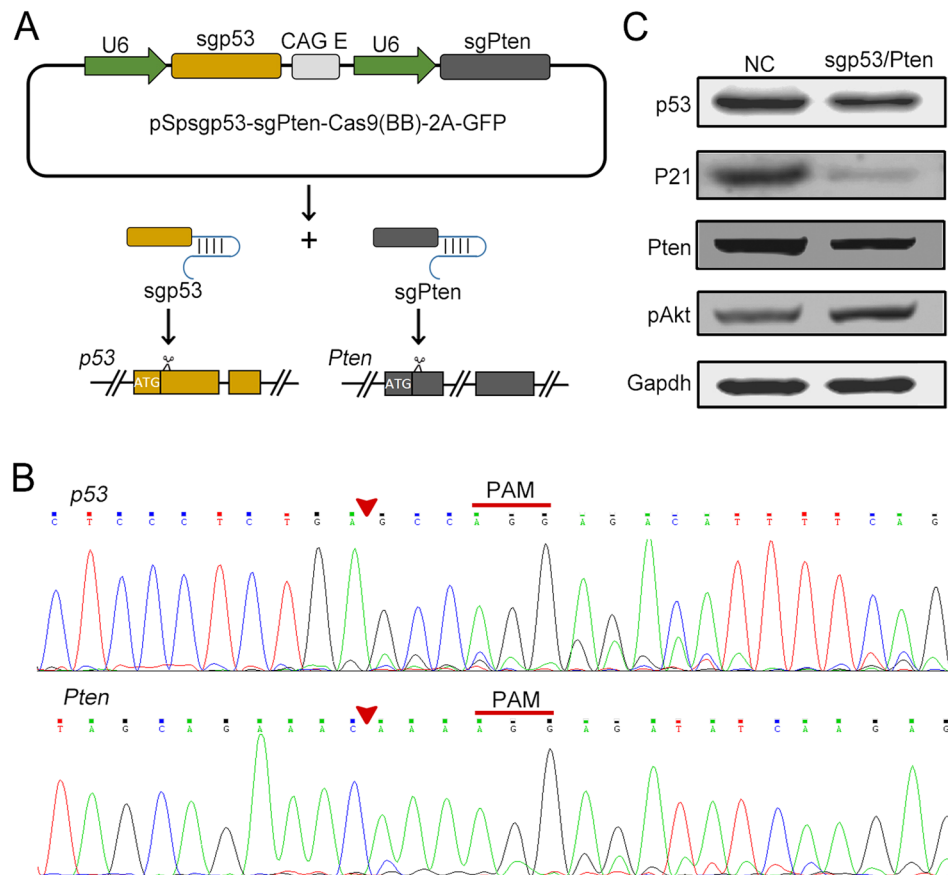 A
U6 sgp53 CAG E U6 sgPten
pSpsgp53-sgPten-Cas9(BB)-2A-GFP
+
sgp53 sgPten
p53 Pten
ATG ATG
C
NC sgp53/Pten
p53
P21
Pten
pAkt
Gapdh
B
p53 PAM
C T C C C T C T G A G C C A G G A G A C A T T T T C A G
Pten PAM
T A G C A G A A A C A A A A G G A G A T A T C A A G A G